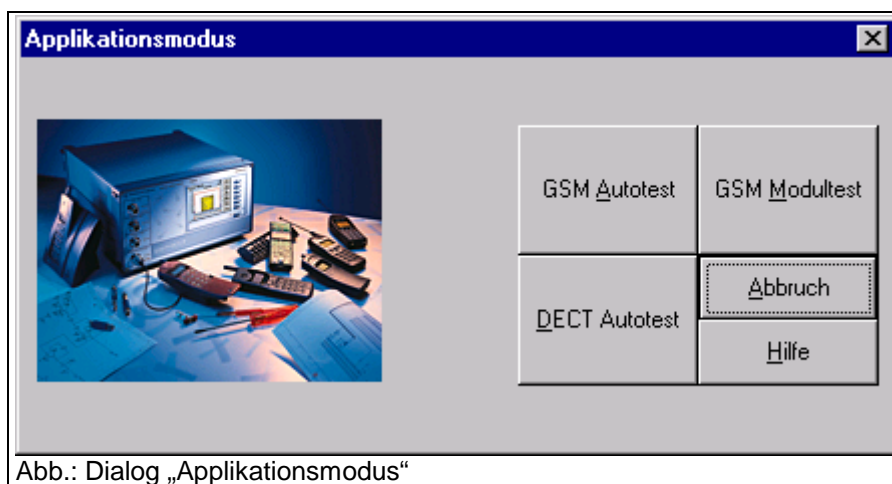 Applikationsmodus
GSM Autotest
GSM Modultest
DECT Autotest
Abbruch
Hilfe
Abb.: Dialog „Applikationsmodus“